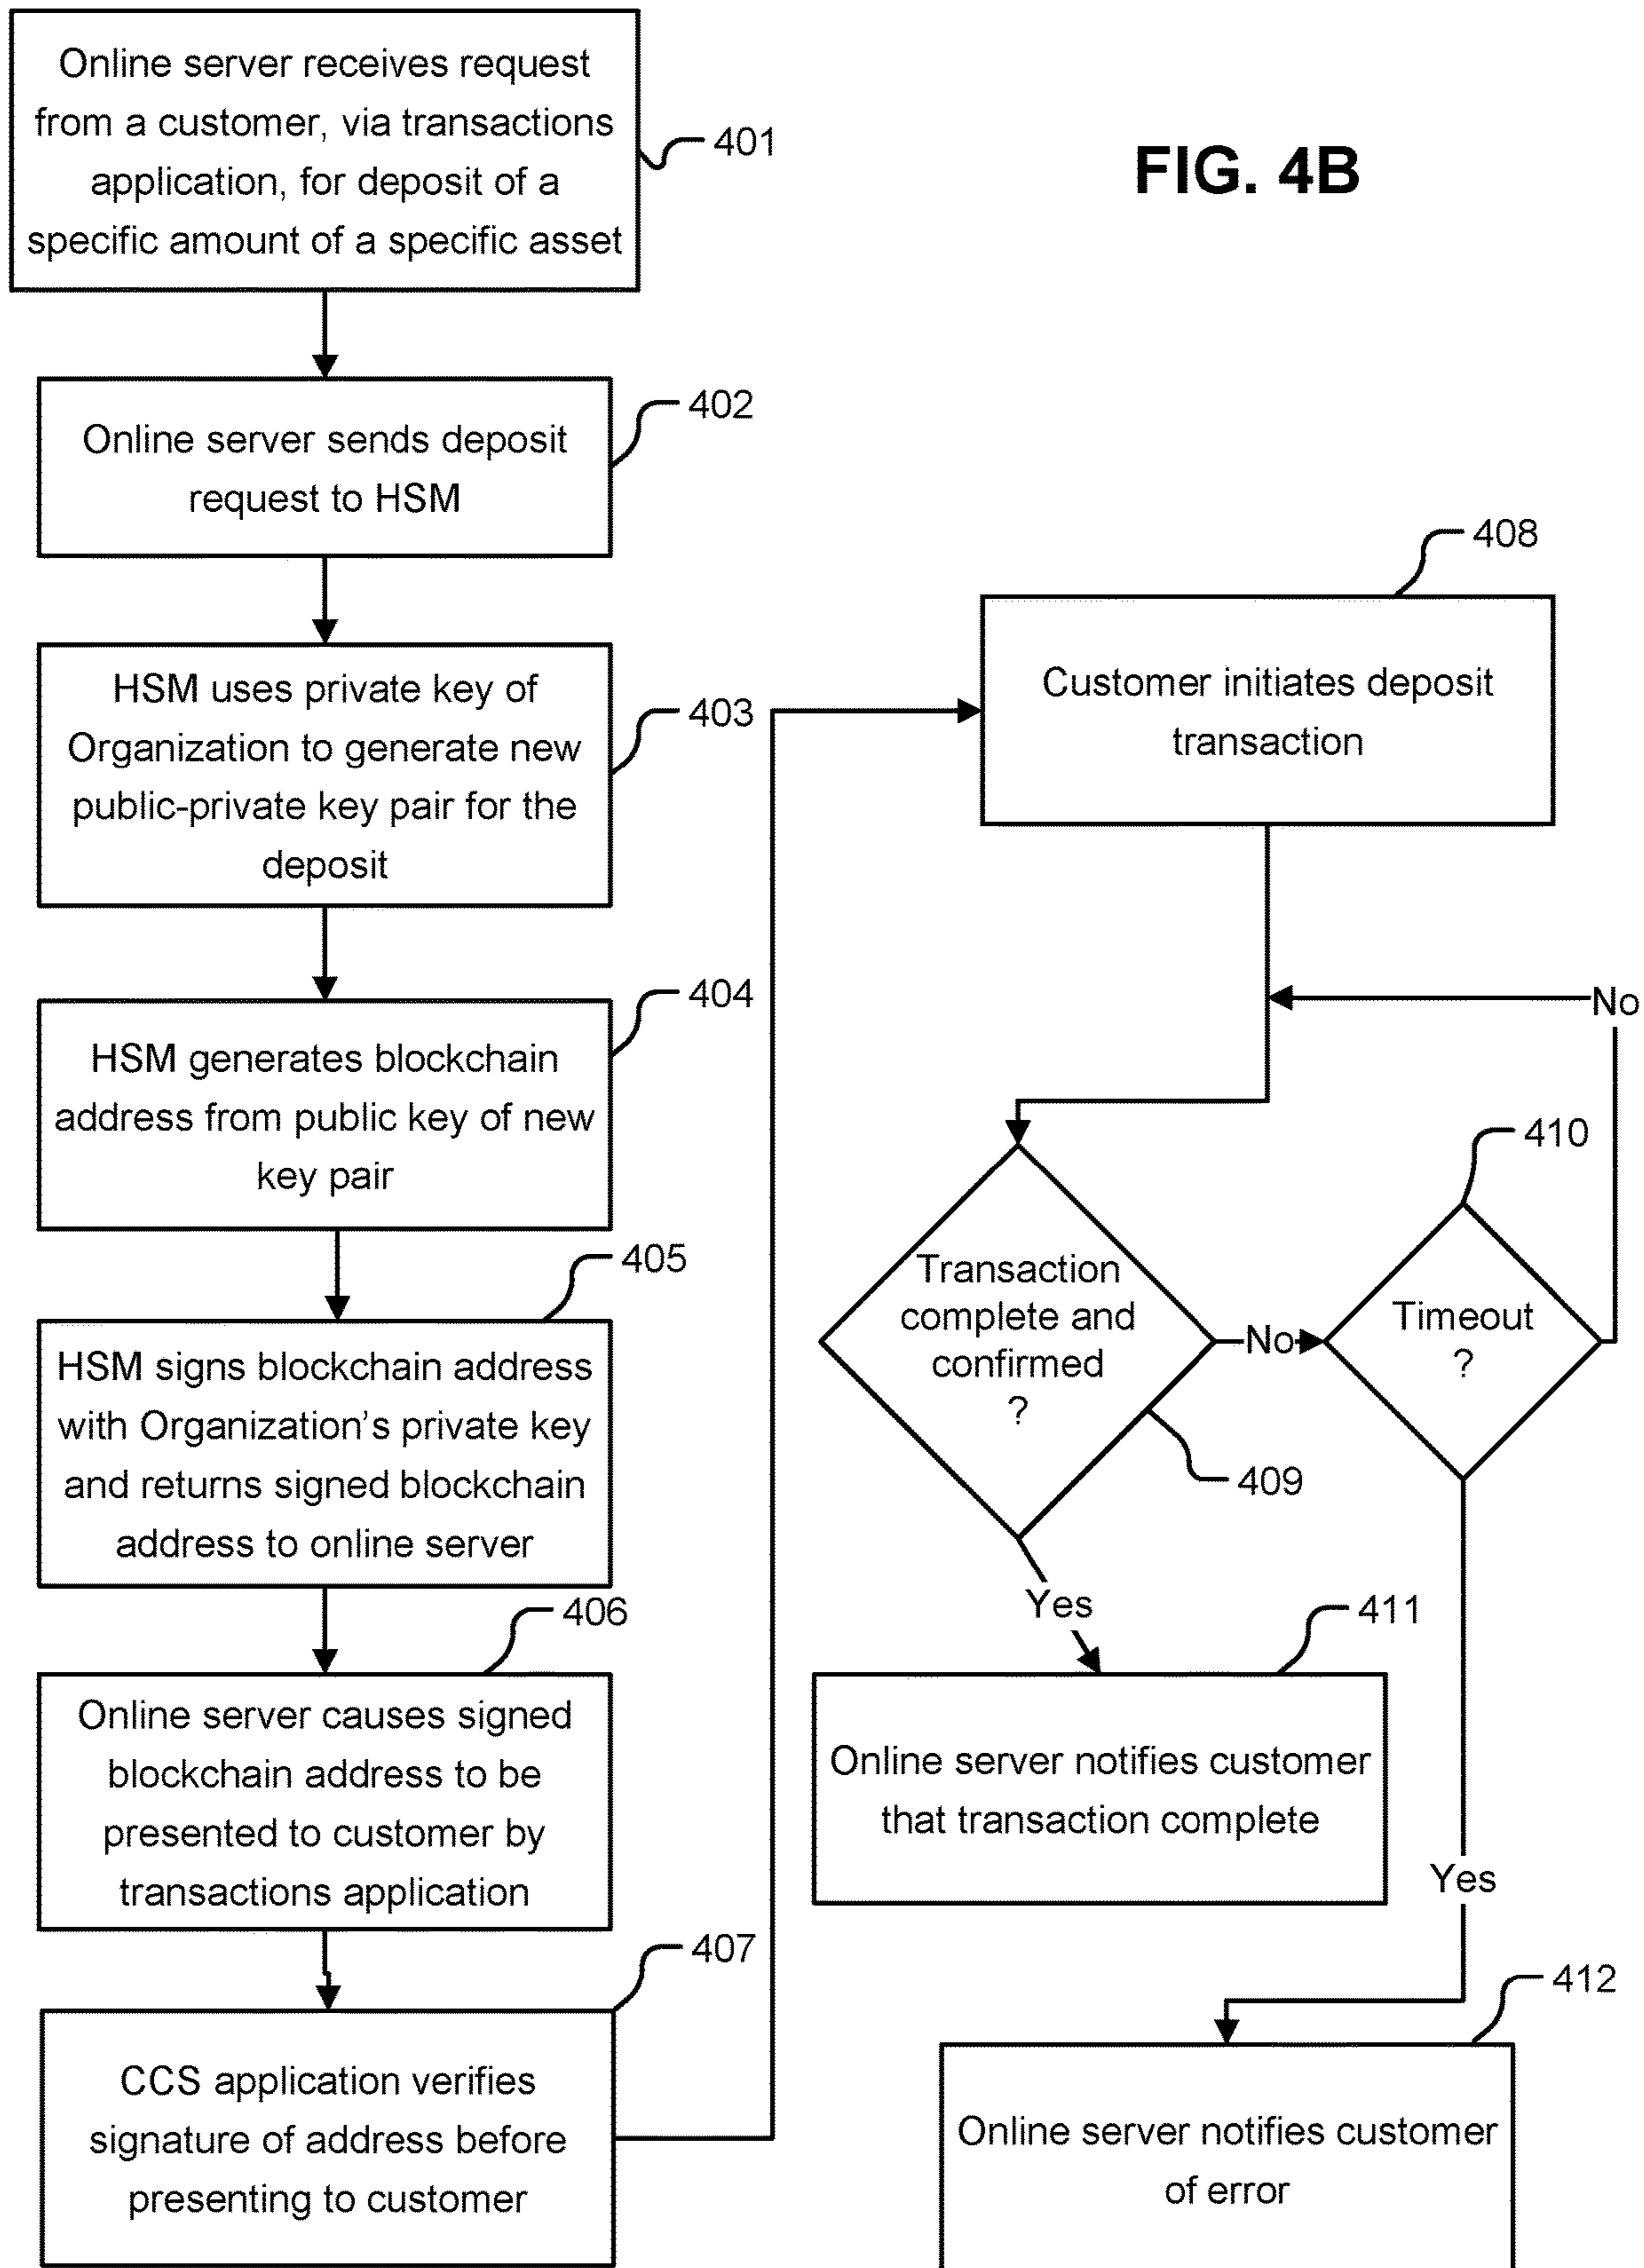 FIG. 4B
Online server receives request
from a customer, via transactions
application, for deposit of a
specific amount of a specific asset
401
Online server sends deposit
request to HSM
402
HSM uses private key of
Organization to generate new
public-private key pair for the
deposit
403
HSM generates blockchain
address from public key of new
key pair
404
HSM signs blockchain address
with Organization's private key
and returns signed blockchain
address to online server
405
Online server causes signed
blockchain address to be
presented to customer by
transactions application
406
CCS application verifies
signature of address before
presenting to customer
407
Customer initiates deposit
transaction
408
Transaction
complete and
confirmed
?
409
No
Timeout
?
410
No
Yes
Online server notifies customer
that transaction complete
411
Yes
Online server notifies customer
of error
412